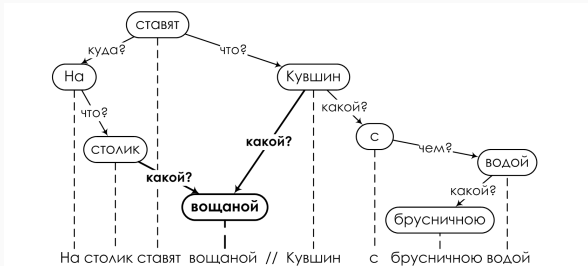 ставят
куда?
что?
На
Кувшин
что?
какой?
столик
какой?
с
чем?
водой
какой?
вощаной
какой?
брусничною
На столик ставят вощаной // Кувшин с брусничною водой